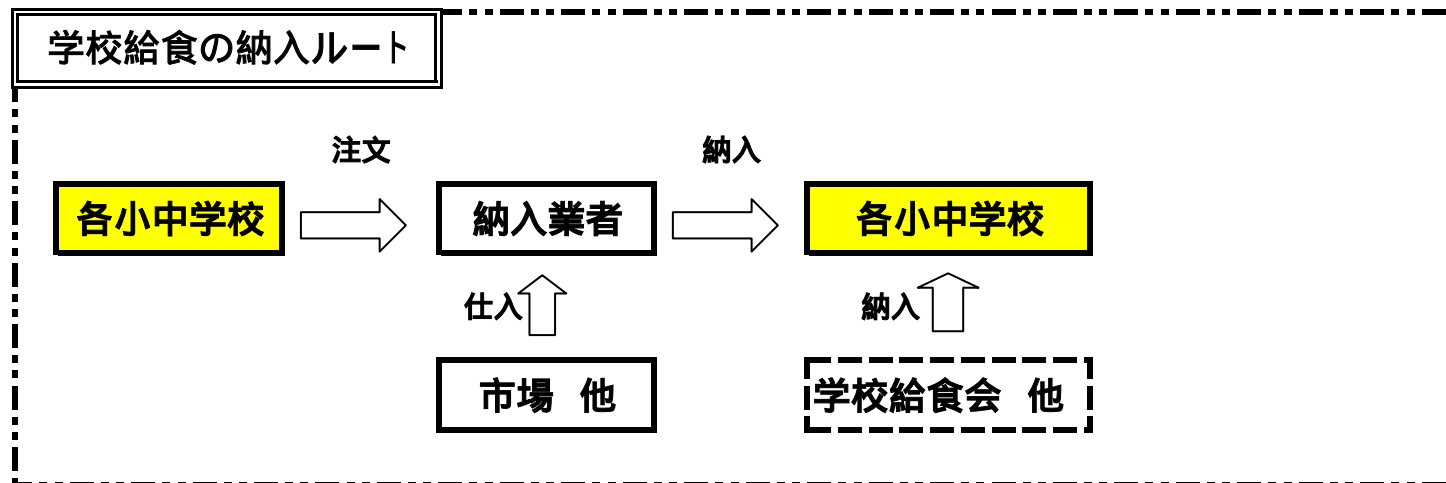 学校給食の納入ルート
注文
納入
各小中学校
納入業者
各小中学校
仕入
納入
市場 他
学校給食会 他